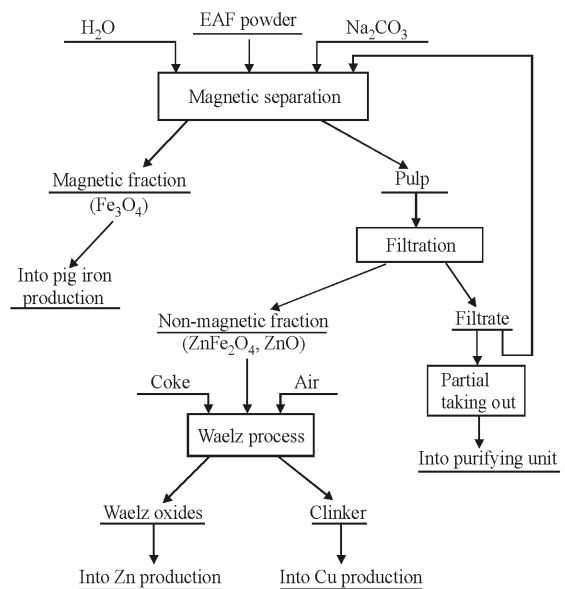 H₂O
EAF powder
Na₂CO₃
Magnetic separation
Magnetic fraction
(Fe₃O₄)
Pulp
Filtration
Into pig iron
production
Non-magnetic fraction
(ZnFe₂O₄, ZnO)
Filtrate
Coke
Air
Partial
taking out
Waelz process
Into purifying unit
Waelz oxides
Clinker
Into Zn production
Into Cu production